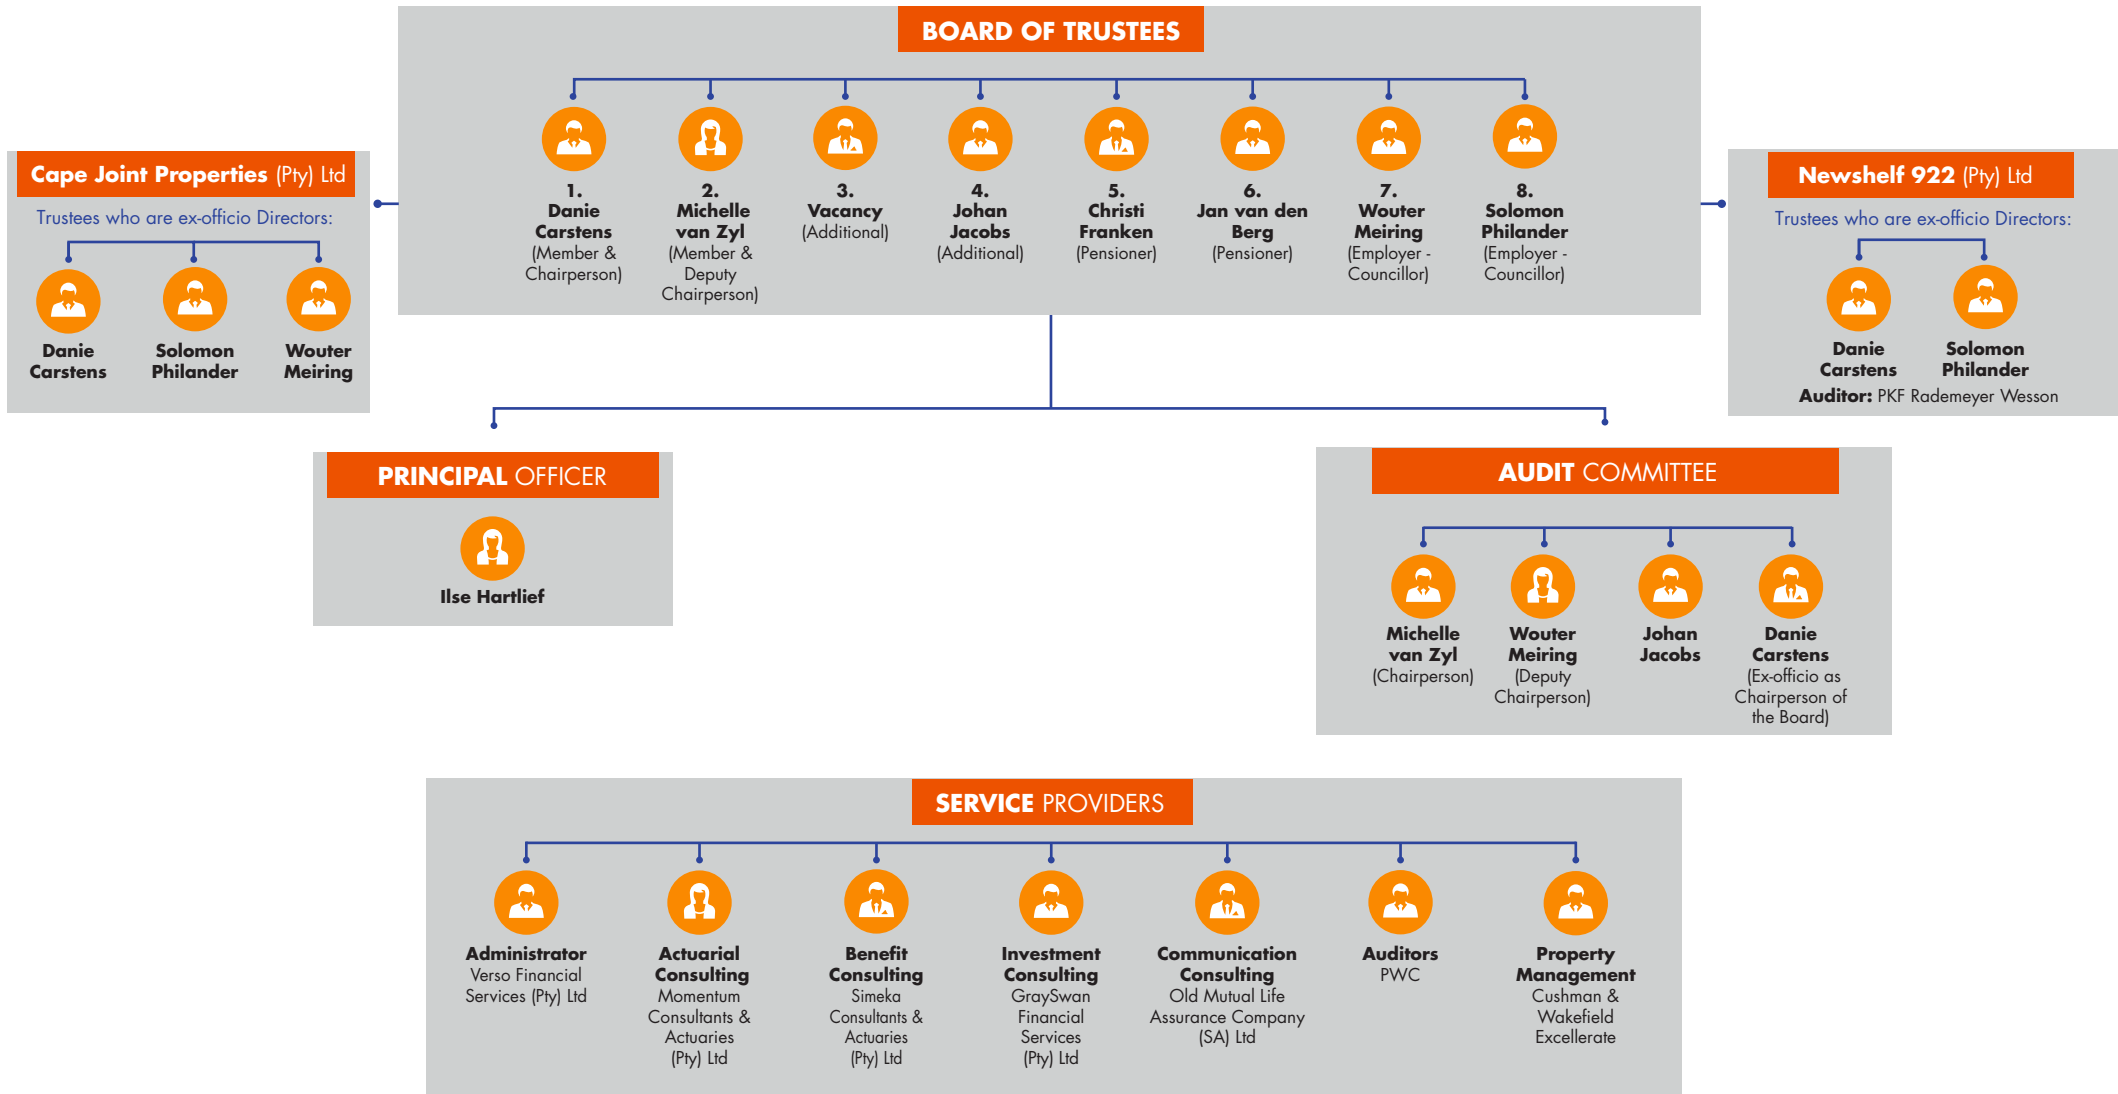 BOARD OF TRUSTEES
1.
Danie
Carstens
(Member &
Chairperson)
2.
Michelle
van Zyl
(Member &
Deputy
Chairperson)
3.
Vacancy
(Additional)
4.
Johan
Jacobs
(Additional)
5.
Christi
Franken
(Pensioner)
6.
Jan van den
Berg
(Pensioner)
7.
Wouter
Meiring
(Employer -
Councillor)
8.
Solomon
Philander
(Employer -
Councillor)
Cape Joint Properties (Pty) Ltd
Trustees who are ex-officio Directors:
Danie
Carstens
Solomon
Philander
Wouter
Meiring
Newshelf 922 (Pty) Ltd
Trustees who are ex-officio Directors:
Danie
Carstens
Solomon
Philander
Auditor: PKF Rademeyer Wesson
PRINCIPAL OFFICER
Ilse Hartlief
AUDIT COMMITTEE
Michelle
van Zyl
(Chairperson)
Wouter
Meiring
(Deputy
Chairperson)
Johan
Jacobs
Danie
Carstens
(Ex-officio as
Chairperson of
the Board)
SERVICE PROVIDERS
Administrator
Verso Financial
Services (Pty) Ltd
Actuarial
Consulting
Momentum
Consultants &
Actuaries
(Pty) Ltd
Benefit
Consulting
Simeka
Consultants &
Actuaries
(Pty) Ltd
Investment
Consulting
GraySwan
Financial
Services
(Pty) Ltd
Communication
Consulting
Old Mutual Life
Assurance Company
(SA) Ltd
Auditors
PWC
Property
Management
Cushman &
Wakefield
Excellerate